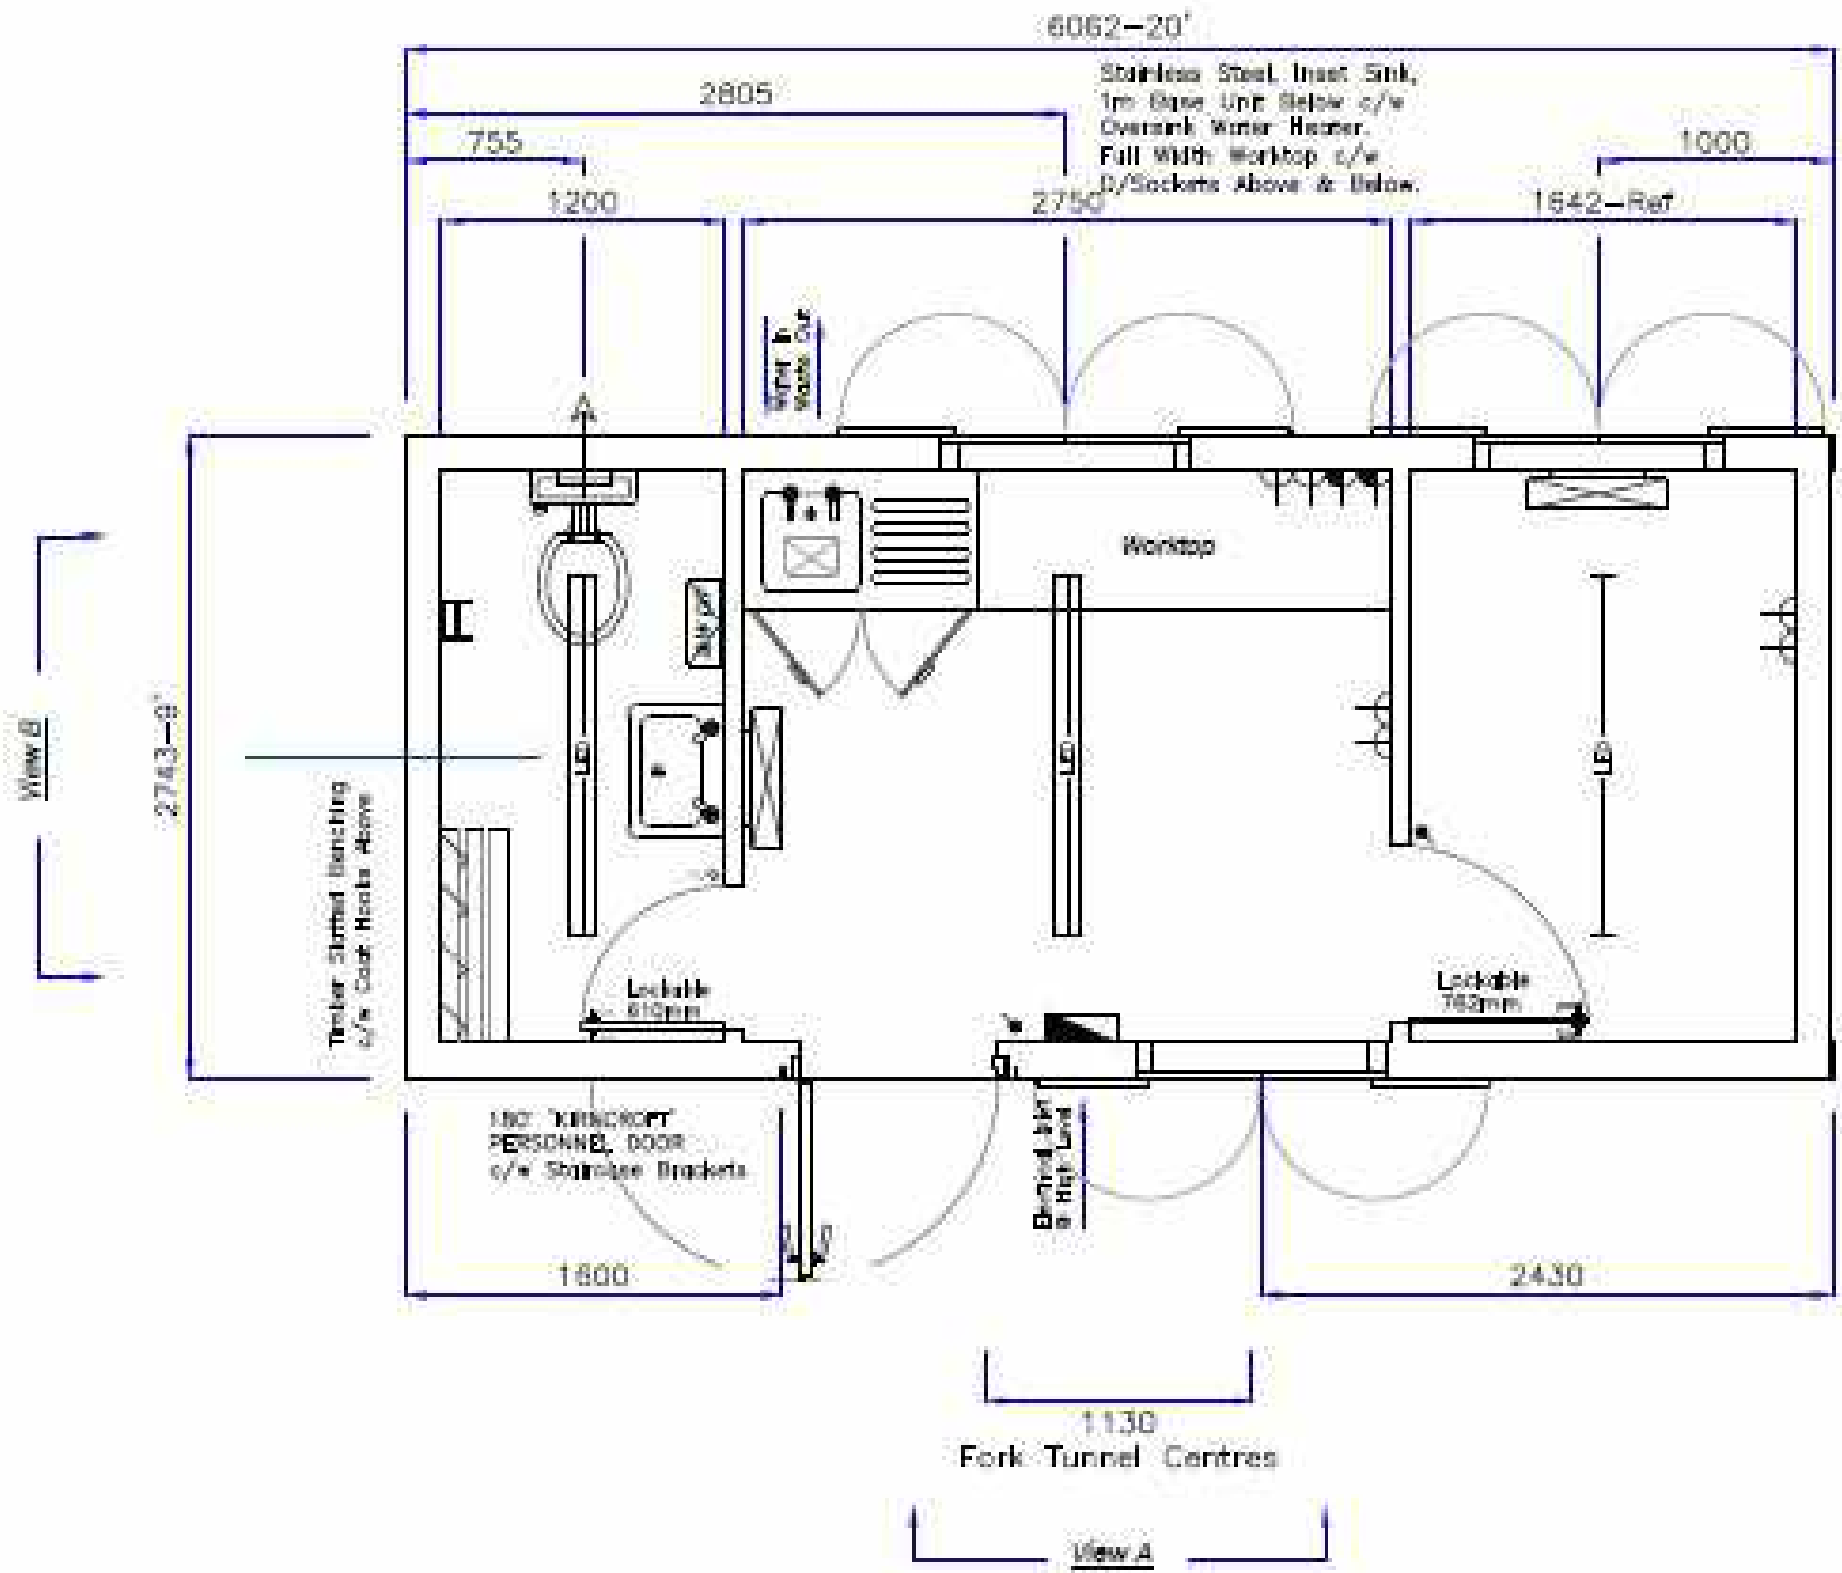 6062-20'
2805
Stainless Steel Inset Sink,
1m Base Unit Below c/w
Oversink Water Heater.
Full Width Worktop c/w
D/Sockets Above & Below.
755
1000
1200
2750
1642-Ref
Water In
Waste Out
Worktop
LED
LED
LED
View B
2743-9'
Timber Slatted Benching
c/w Coat Hooks Above
Lockable
610mm
Lockable
762mm
PERSONNEL DOOR
c/w Staircase Brackets
@ High Level
1600
2430
1130
Fork Tunnel Centres
View A